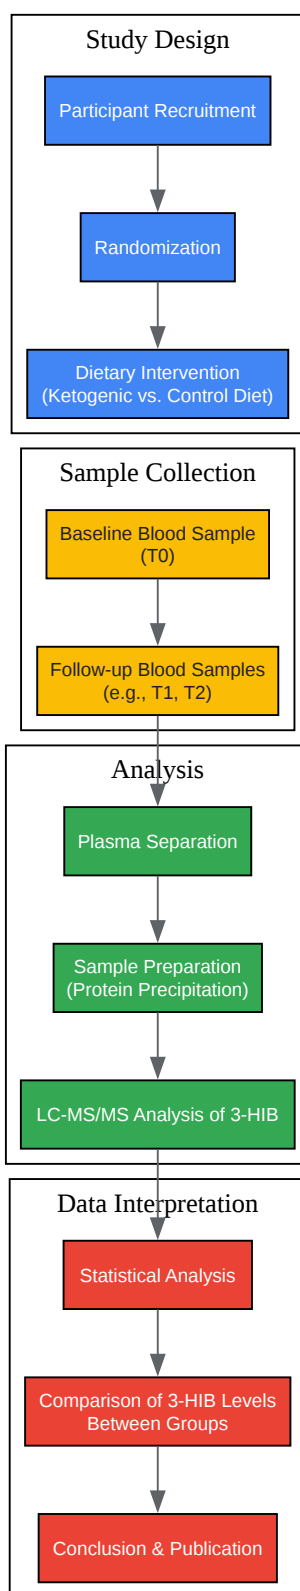 Study Design
Participant Recruitment
Randomization
Dietary Intervention
(Ketogenic vs. Control Diet)
Sample Collection
Baseline Blood Sample
(T0)
Follow-up Blood Samples
(e.g., T1, T2)
Analysis
Plasma Separation
Sample Preparation
(Protein Precipitation)
LC-MS/MS Analysis of 3-HIB
Data Interpretation
Statistical Analysis
Comparison of 3-HIB Levels
Between Groups
Conclusion & Publication